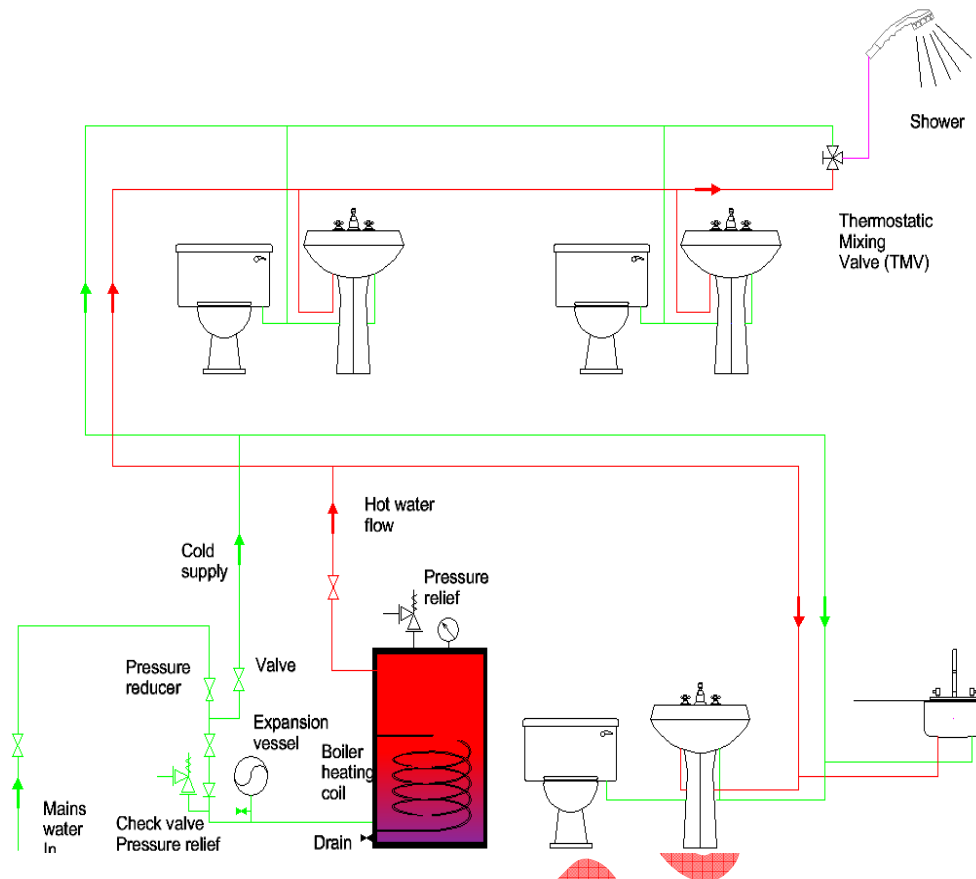 Shower
Thermostatic
Mixing
Valve (TMV)
Hot water
flow
Cold
supply
Pressure
relief
Pressure
reducer
Valve
Expansion
vessel
Boiler
heating
coil
Mains
water
In
Check valve
Pressure relief
Drain